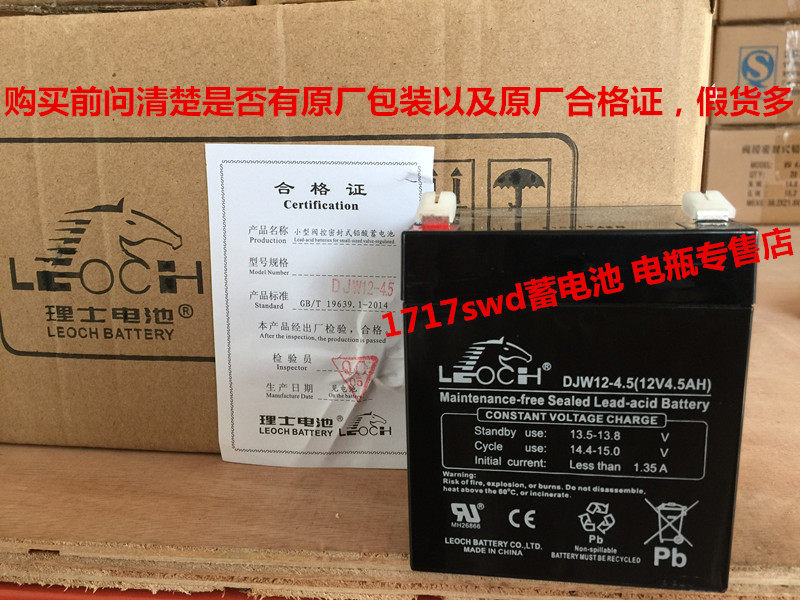 购买前问清楚是否有原厂包装以及原厂合格证，假货多
LEOCH
理士电池®
LEOCH BATTERY
合格证
Certification
产品名称 小型阀控密封式铅酸蓄电池
Production Lead-acid batteries for small-sized valve-regulated
型号规格
Model Number DJW12-4.5
产品标准 GB/T 19639.1-2014
Standard
本产品经出厂检验，合格
After the inspection, the production is passed
检验员
Inspector
Q.C
05
生产日期 见电池
Manufacture Date
理士电池®
LEOCH BATTERY
LEOCH
1717swd蓄电池 电瓶专售店
LEOCH® DJW12-4.5(12V4.5AH)
Maintenance-free Sealed Lead-acid Battery
CONSTANT VOLTAGE CHARGE
Standby use: 13.5-13.8 V
Cycle use: 14.4-15.0 V
Initial current: Less than 1.35 A
Warning:
Risk of fire, explosion, or burns. Do not disassemble,
heat above the 60°C, or incinerate.
MH26866
CE
Pb
Non-spillable
BATTERY MUST BE RECYCLED
Pb
LEOCH BATTERY CO.,LTD.
MADE IN CHINA